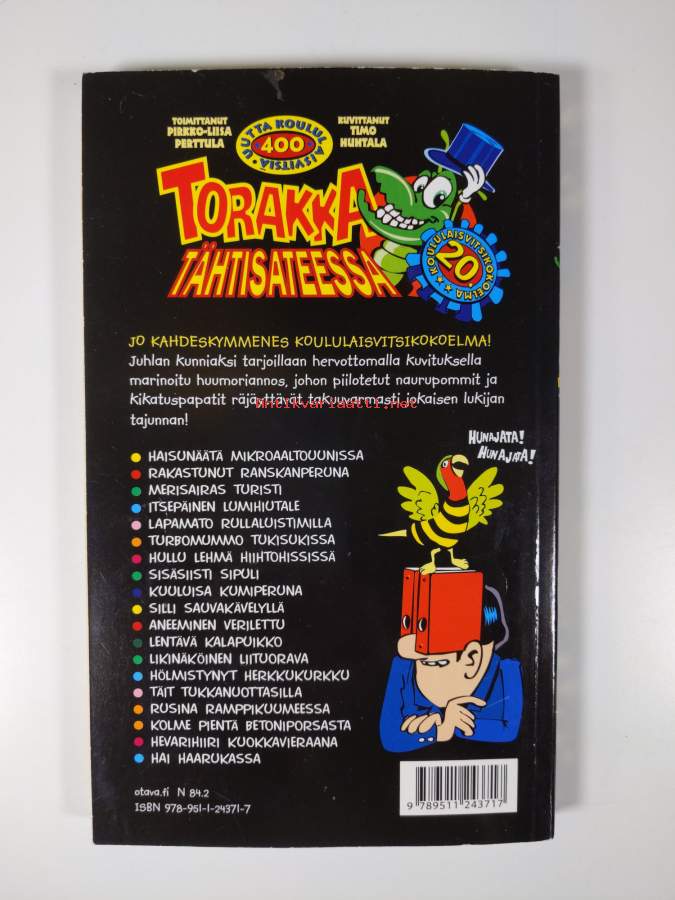 TOIMITTANUT
PIRKKO-LIISA
PERTTULA
UUTTA KOULULAISVITSIÄ
400
KUVITTANUT
TIMO
HUHTALA
TORAKKA
TÄHTISATEESSA
KOULULAISVITSIKOKOELMA
20.
JO KAHDESKYMMENES KOULULAISVITSIKOKOELMA!
Juhlan kunniaksi tarjoillaan hervottomalla kuvituksella
marinoitu huumoriannos, johon piilotetut naurupommit ja
kikatuspapatit räjäyttävät takuuvarmasti jokaisen lukijan
tajunnan!
Antikvariaatti.net
HUNAJATA!
HUNAJATA!
HAISUNÄÄTÄ MIKROAALTOUUNISSA
RAKASTUNUT RANSKANPERUNA
MERISAIRAS TURISTI
ITSEPÄINEN LUMIHIUTALE
LAPAMATO RULLALUISTIMILLA
TURBOMUMMO TUKISUKISSA
HULLU LEHMÄ HIIHTOHISSISSÄ
SISÄSIISTI SIPULI
KUULUISA KUMIPERUNA
SILLI SAUVAKÄVELYLLÄ
ANEEMINEN VERILETTU
LENTÄVÄ KALAPUIKKO
LIKINÄKÖINEN LIITUORAVA
HÖLMISTYNYT HERKKUKURKKU
TÄIT TUKKANUOTTASILLA
RUSINA RAMPPIKUUMEESSA
KOLME PIENTÄ BETONIPORSASTA
HEVARIHIIRI KUOKKAVIERAANA
HAI HAARUKASSA
otava.fi N 84.2
ISBN 978-951-1-24371-7
9 789511 243717